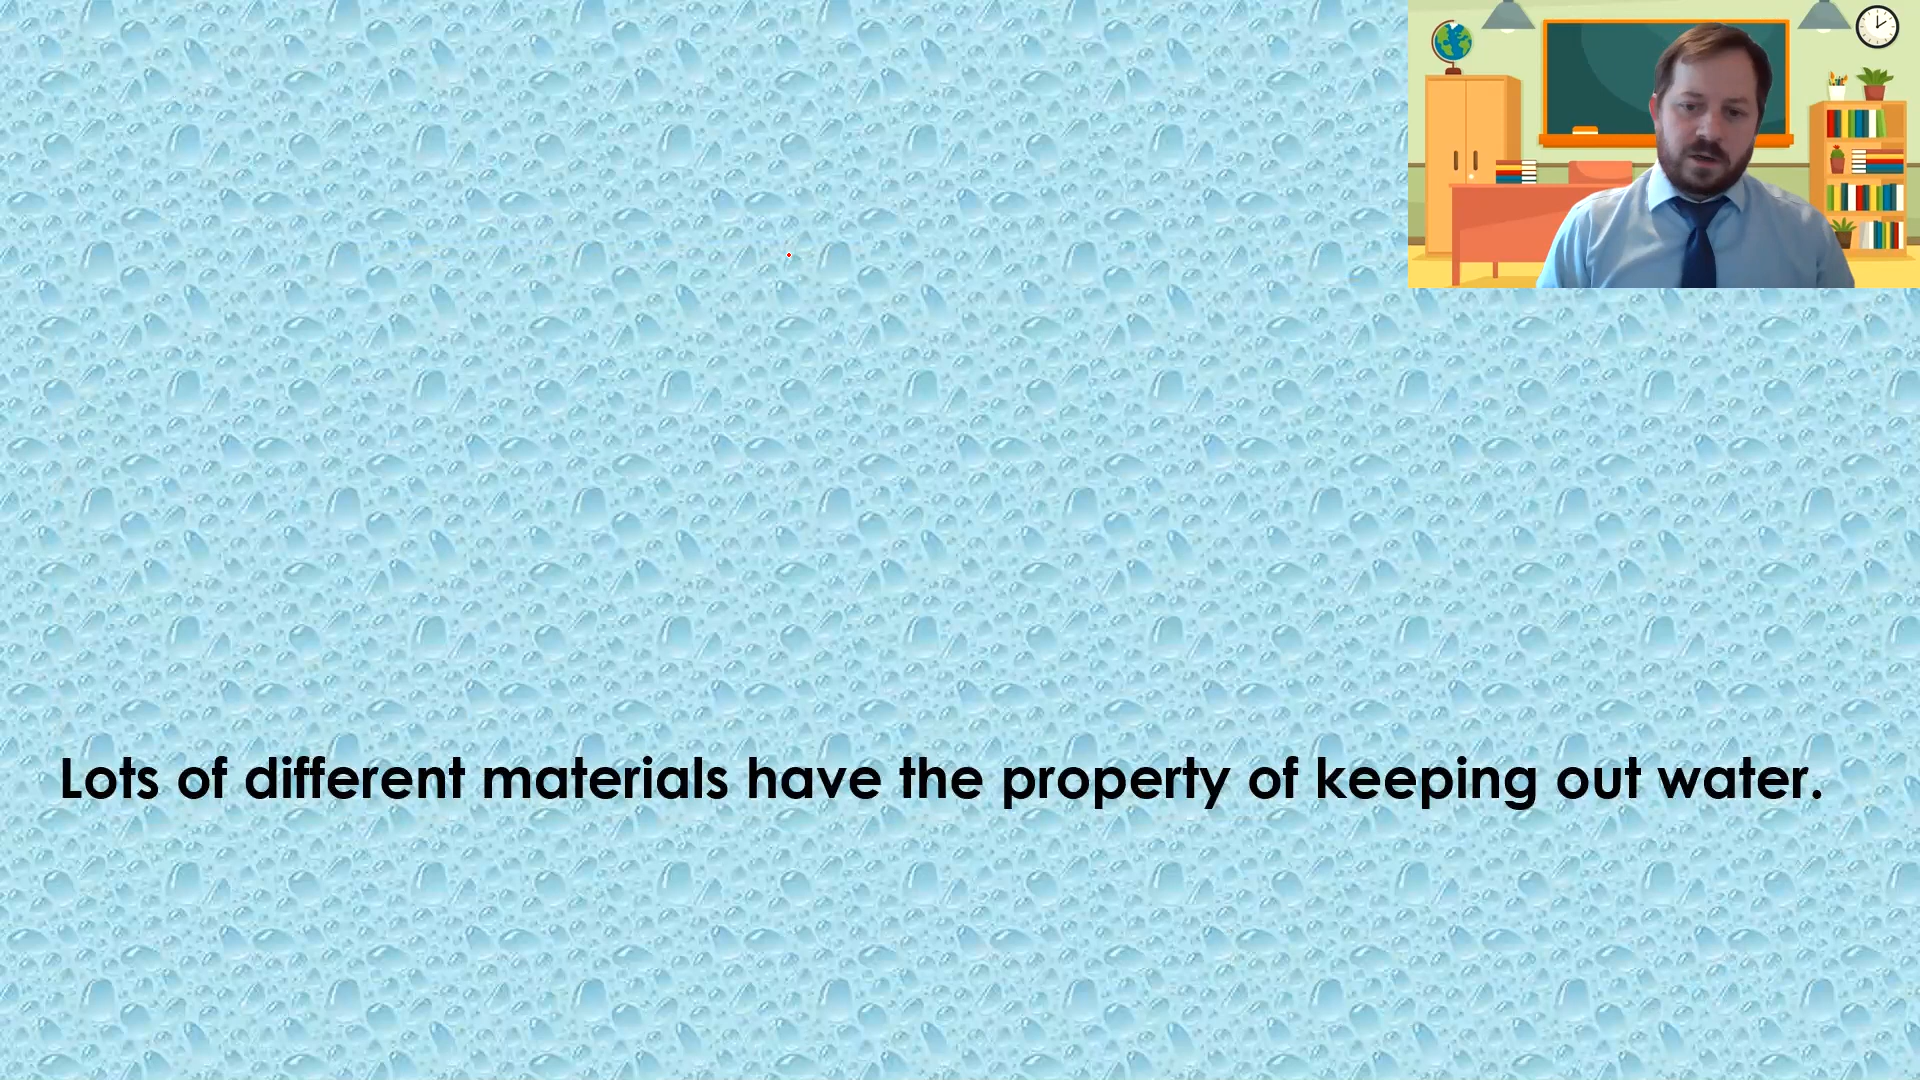 Lots of different materials have the property of keeping out water.